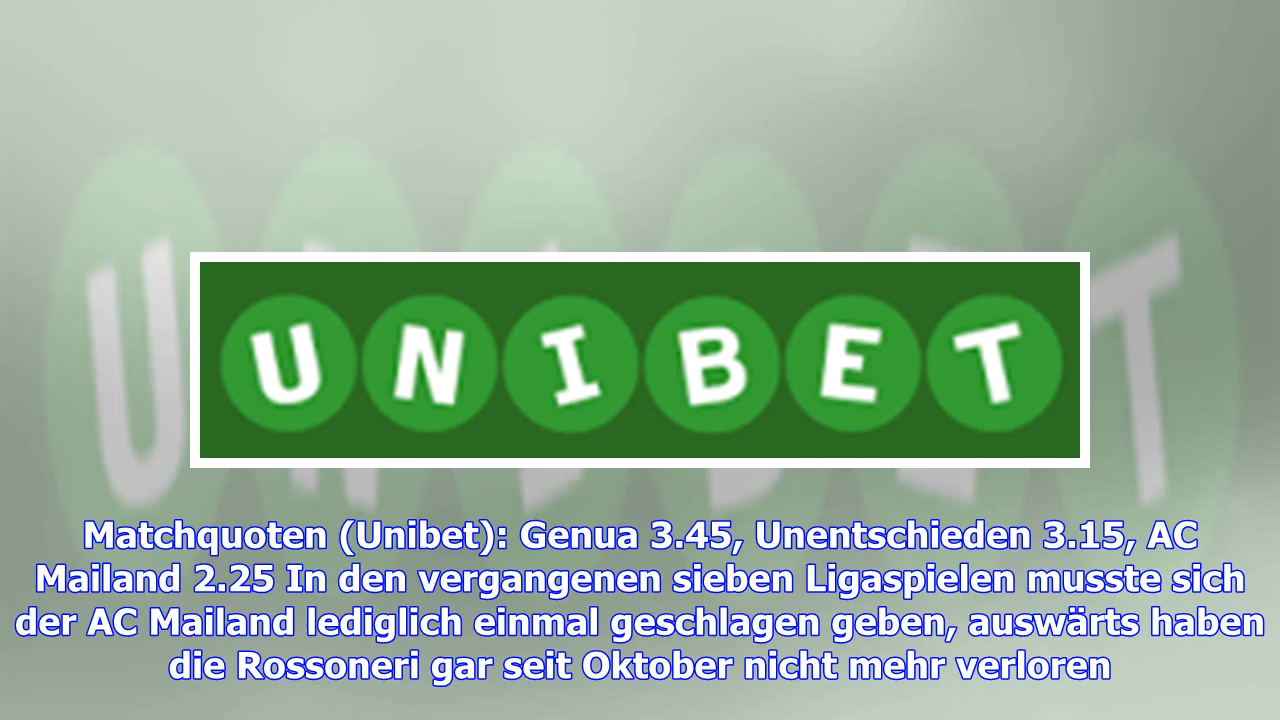 UNIBET
Matchquoten (Unibet): Genua 3.45, Unentschieden 3.15, AC
Mailand 2.25 In den vergangenen sieben Ligaspielen musste sich
der AC Mailand lediglich einmal geschlagen geben, auswärts haben
die Rossoneri gar seit Oktober nicht mehr verloren